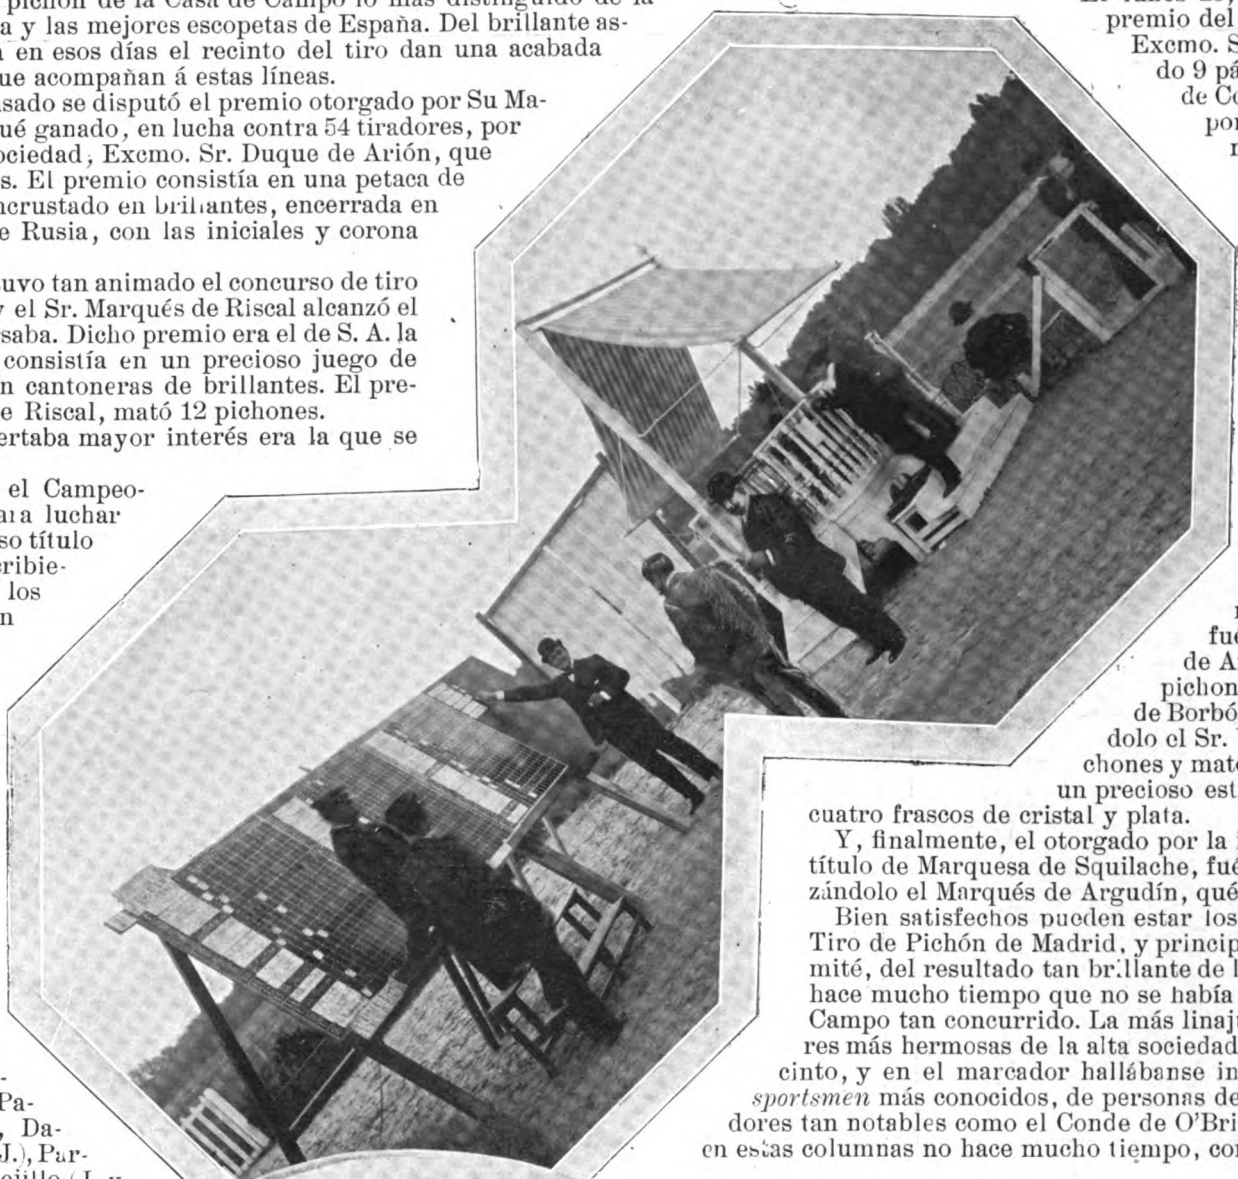 pichón de la Casa de Campo lo más distinguido de la
a y las mejores escopetas de España. Del brillante as-
en esos días el recinto del tiro dan una acabada
ue acompañan á estas líneas.
sado se disputó el premio otorgado por Su Ma-
ué ganado, en lucha contra 54 tiradores, por
ociedad, Excmo. Sr. Duque de Arión, que
s. El premio consistía en una petaca de
ncrustado en brillantes, encerrada en
e Rusia, con las iniciales y corona
uvo tan animado el concurso de tiro
y el Sr. Marqués de Riscal alcanzó el
saba. Dicho premio era el de S. A. la
consistía en un precioso juego de
n cantoneras de brillantes. El pre-
e Riscal, mató 12 pichones.
ertaba mayor interés era la que se
el Campeo-
ara luchar
so título
cribie-
los
n
-
Pa-
, Da-
J.), Par-
premio del
Excmo. S
do 9 pá
de Co
por
r
fué
de A
pichon
de Borbó
dolo el Sr.
chones y mató
un precioso est
cuatro frascos de cristal y plata.
Y, finalmente, el otorgado por la
título de Marquesa de Squilache, fué
zándolo el Marqués de Argudín, qué
Bien satisfechos pueden estar los
Tiro de Pichón de Madrid, y princip
mité, del resultado tan brillante de l
hace mucho tiempo que no se había
Campo tan concurrido. La más linaj
res más hermosas de la alta sociedad
cinto, y en el marcador hallábanse in
sportsmen más conocidos, de personas de
dores tan notables como el Conde de O'Bri
en estas columnas no hace mucho tiempo, con